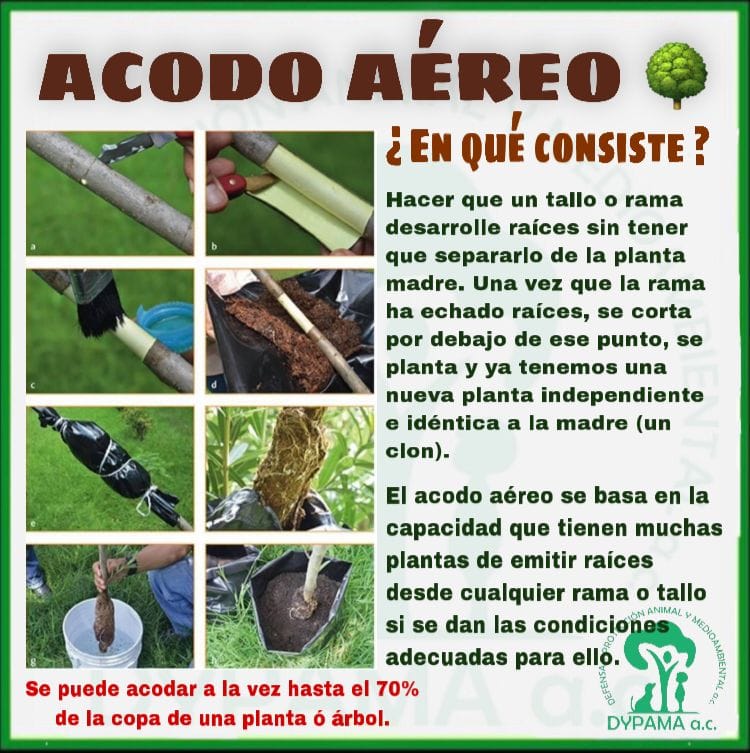 ACODO AÉREO
¿EN QUÉ CONSISTE?
Hacer que un tallo o rama
desarrolle raíces sin tener
que separarlo de la planta
madre. Una vez que la rama
ha echado raíces, se corta
por debajo de ese punto, se
planta y ya tenemos una
nueva planta independiente
e idéntica a la madre (un
clon).
El acodo aéreo se basa en la
capacidad que tienen muchas
plantas de emitir raíces
desde cualquier rama o tallo
si se dan las condiciones
adecuadas para ello.
a
b
c
d
e
g
Se puede acodar a la vez hasta el 70%
de la copa de una planta ó árbol.
DEFENSA Y PROTECCIÓN ANIMAL Y MEDIOAMBIENTAL a.c.
DYPAMA a.c.
DYPAMA a.c.